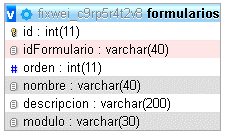 v fixwei_c9rp5r4t2v8 formularios
id : int(11)
idFormulario : varchar(40)
# orden : int(11)
nombre : varchar(40)
descripcion : varchar(200)
modulo : varchar(30)